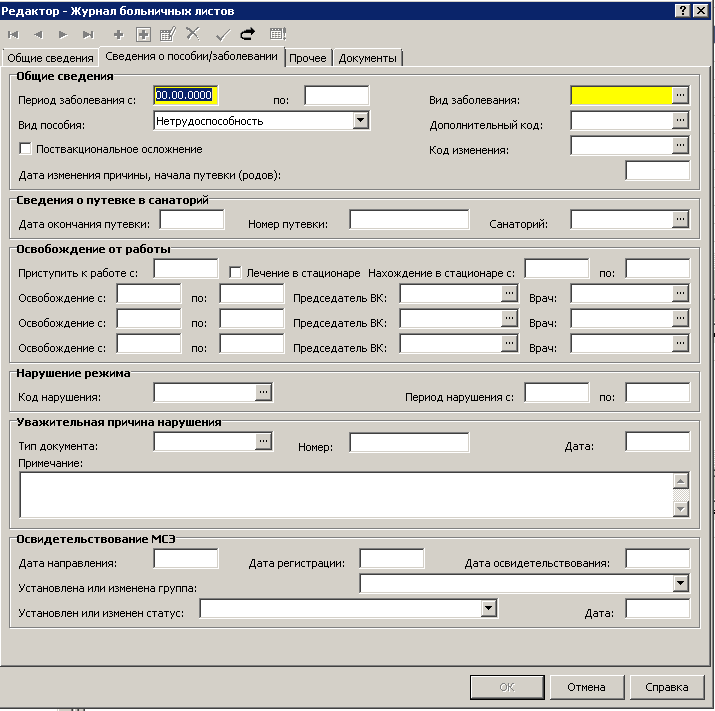 Редактор - Журнал больничных листов
Общие сведения Сведения о пособии/заболевании Прочее Документы
Общие сведения
Период заболевания с: 00.00.0000 по: Вид заболевания: ...
Вид пособия: Нетрудоспособность Дополнительный код: ...
Поствакциональное осложнение Код изменения: ...
Дата изменения причины, начала путевки (родов):
Сведения о путевке в санаторий
Дата окончания путевки: Номер путевки: Санаторий: ...
Освобождение от работы
Приступить к работе с: Лечение в стационаре Нахождение в стационаре с: по:
Освобождение с: по: Председатель ВК: ... Врач: ...
Освобождение с: по: Председатель ВК: ... Врач: ...
Освобождение с: по: Председатель ВК: ... Врач: ...
Нарушение режима
Код нарушения: ... Период нарушения с: по:
Уважительная причина нарушения
Тип документа: ... Номер: Дата:
Примечание:
Освидетельствование МСЭ
Дата направления: Дата регистрации: Дата освидетельствования:
Установлена или изменена группа:
Установлен или изменен статус: Дата:
OK Отмена Справка